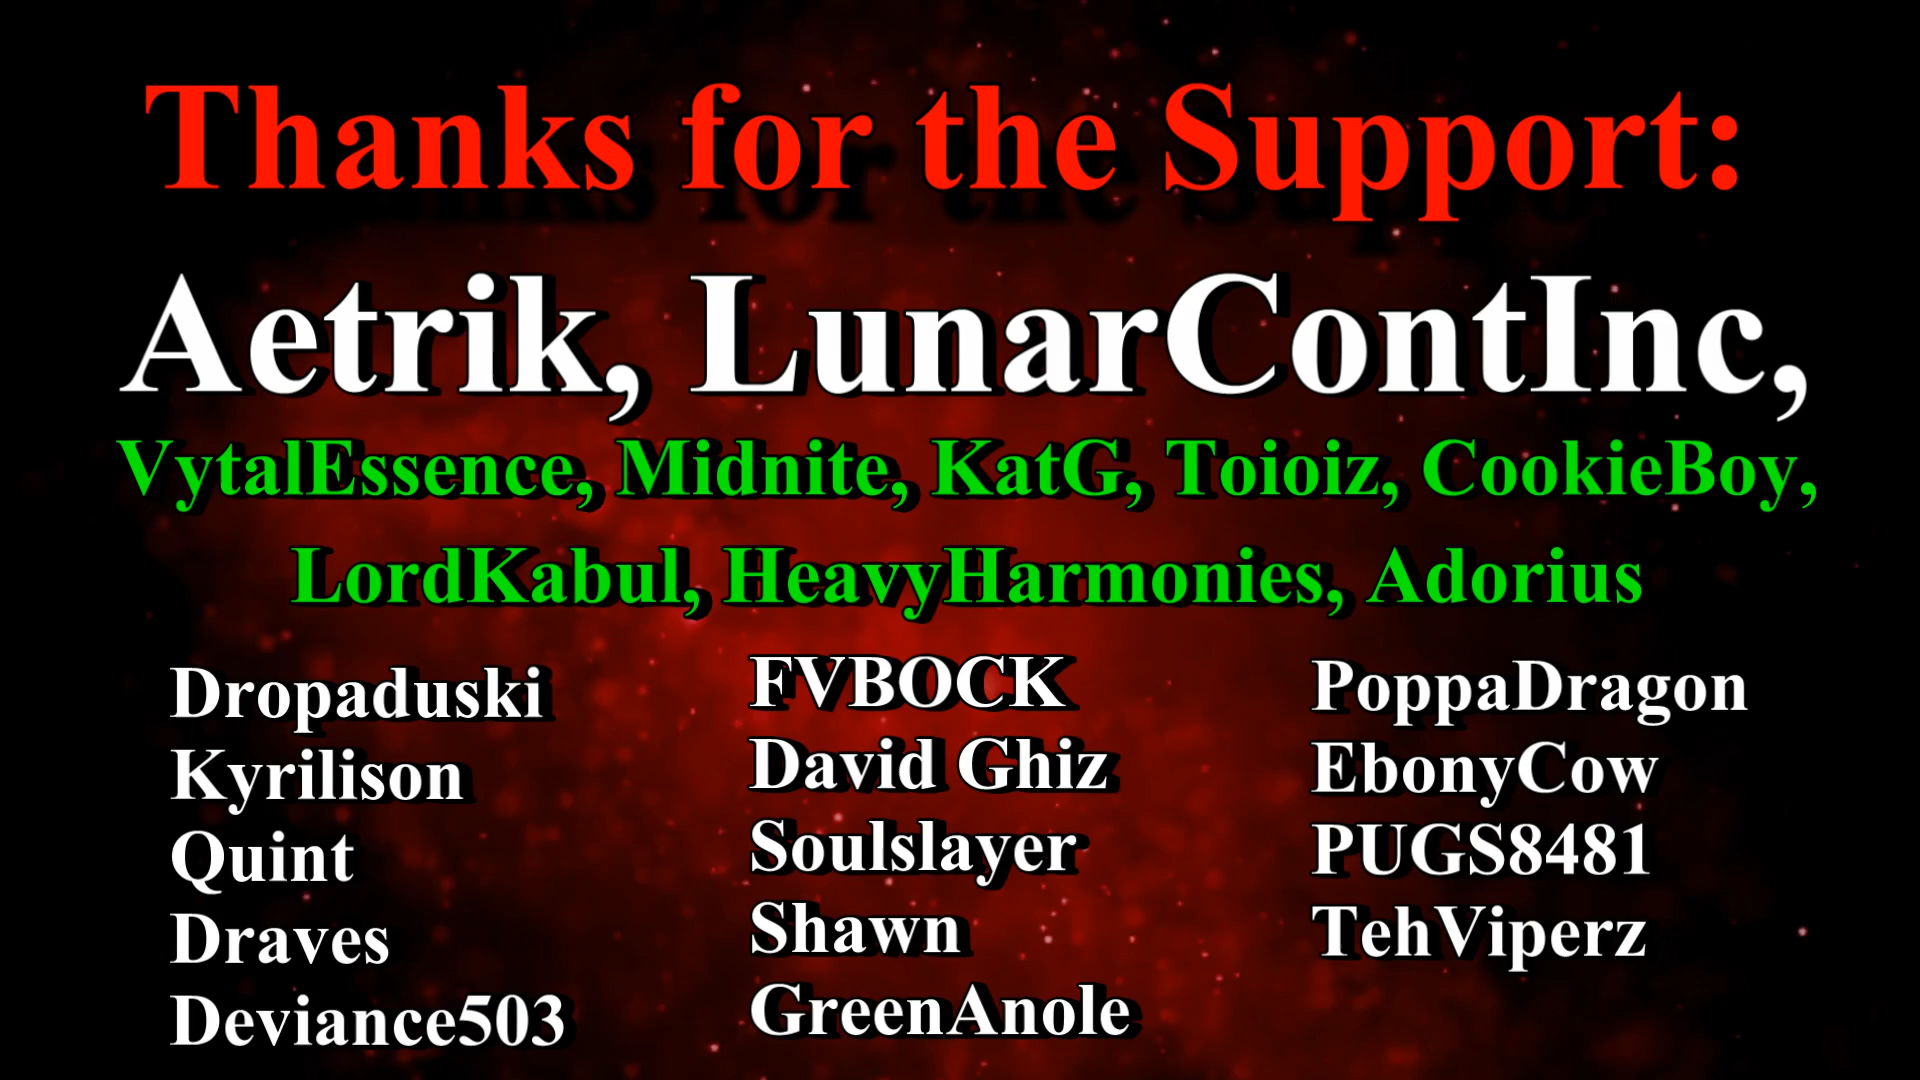 Thanks for the Support:
Aetrik, LunarContInc,
VytalEssence, Midnite, KatG, Toioiz, CookieBoy,
LordKabul, HeavyHarmonies, Adorius
Dropaduski
Kyrilison
Quint
Draves
Deviance503
FVBOCK
David Ghiz
Soulslayer
Shawn
GreenAnole
PoppaDragon
EbonyCow
PUGS8481
TehViperz